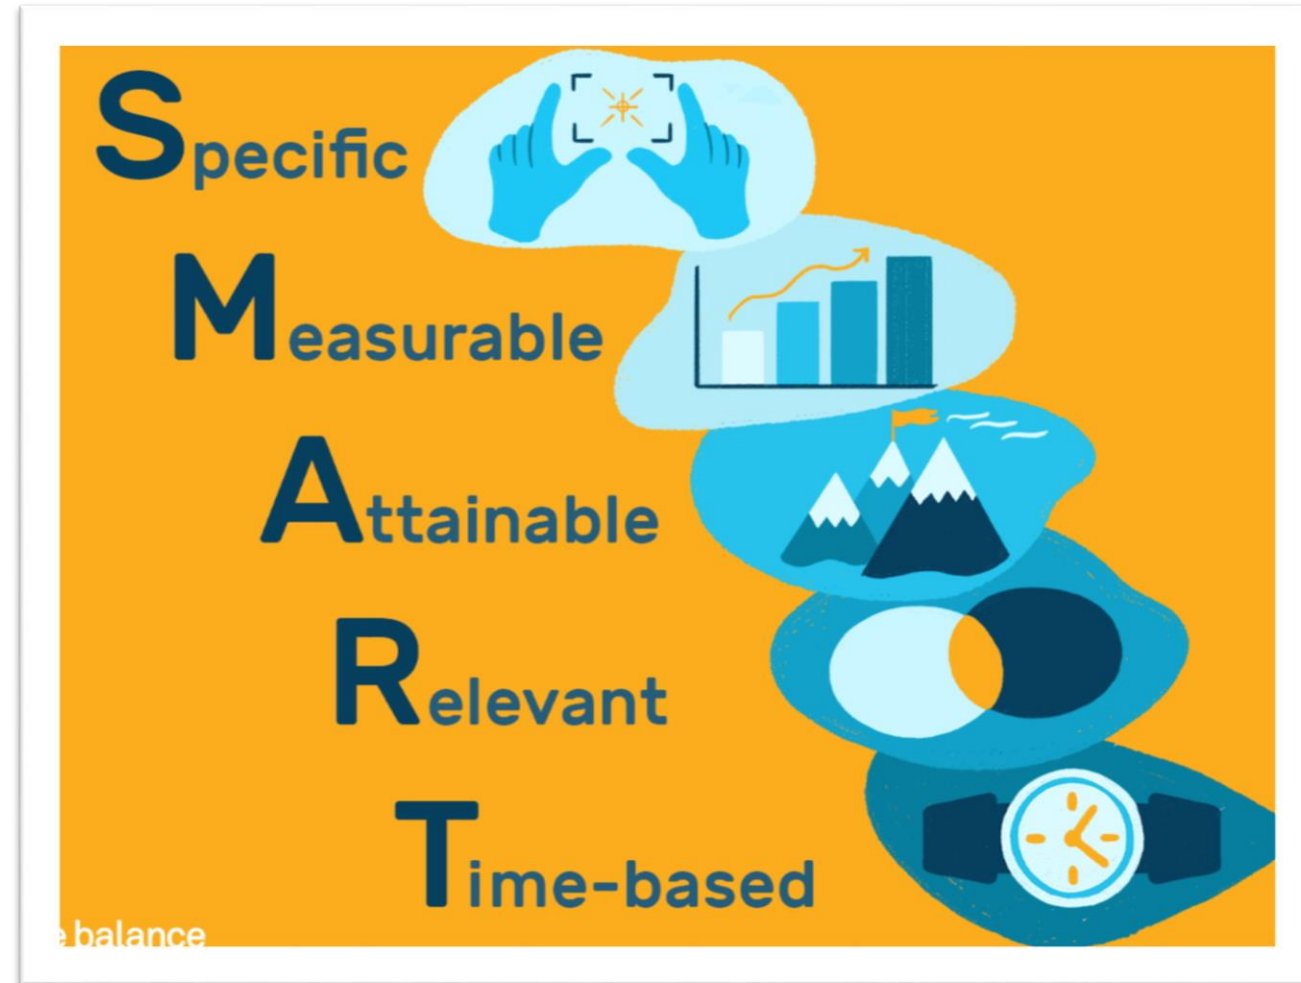 Specific
Measurable
Attainable
Relevant
Time-based
e balance